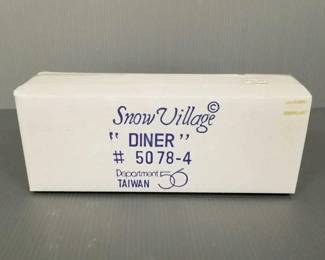 Snow Village ©
" DINER "
# 5078-4
Department 56
TAIWAN